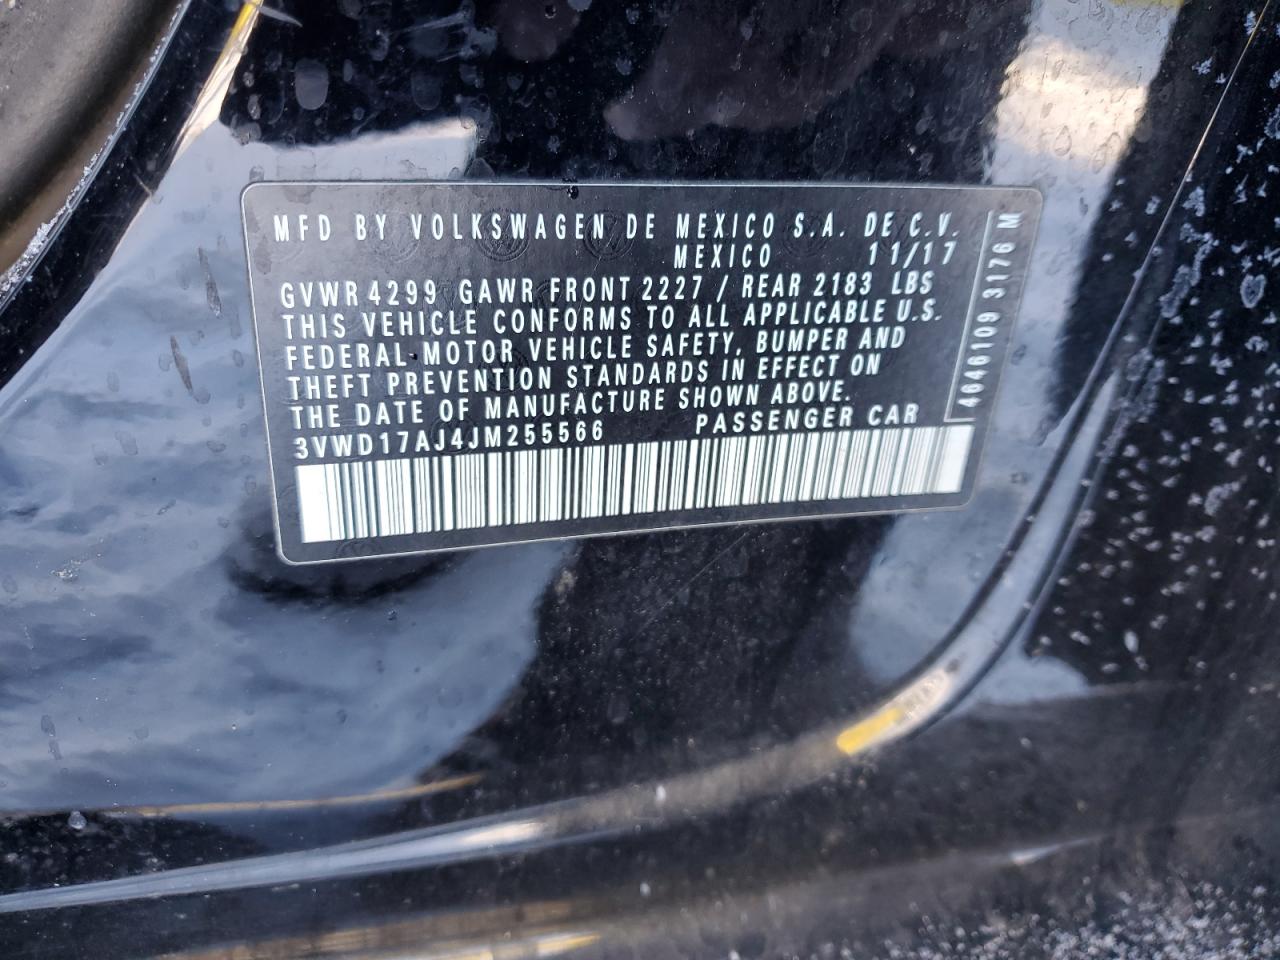 MFD BY VOLKSWAGEN DE MEXICO S.A. DE C.V.
MEXICO 11/17
GVWR 4299 GAWR FRONT 2227 / REAR 2183 LBS
THIS VEHICLE CONFORMS TO ALL APPLICABLE U.S.
FEDERAL MOTOR VEHICLE SAFETY, BUMPER AND
THEFT PREVENTION STANDARDS IN EFFECT ON
THE DATE OF MANUFACTURE SHOWN ABOVE.
3VWD17AJ4JM255566 PASSENGER CAR
4646109 3176 M